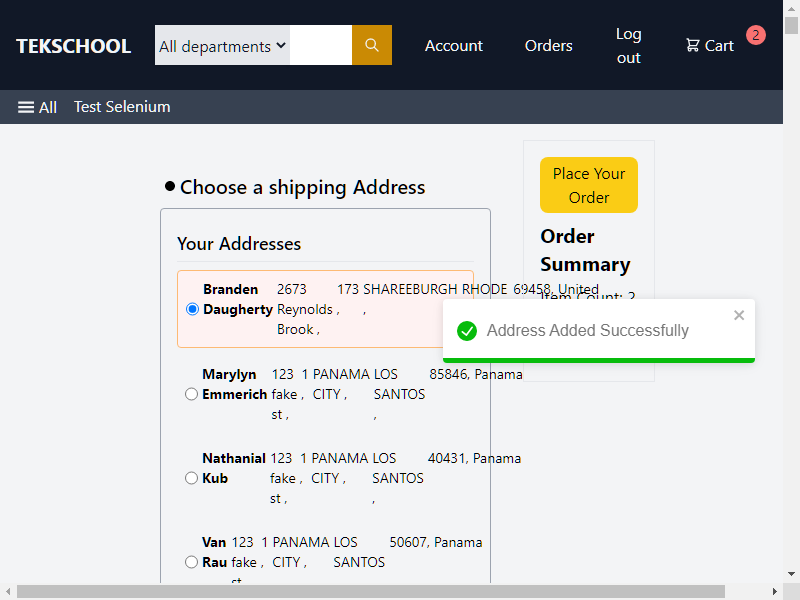 TEKSCHOOL
All departments
Account
Orders
Log out
Cart
2
All
Test Selenium
Choose a shipping Address
Place Your Order
Order Summary
Item Count: 2
Your Addresses
Branden Daugherty 2673 Reynolds Brook , 173 , SHAREEBURGH , RHODE 69458, United
Address Added Successfully
Marylyn Emmerich 123 fake st , 1 , PANAMA CITY , LOS SANTOS , 85846, Panama
Nathanial Kub 123 fake st , 1 , PANAMA CITY , LOS SANTOS , 40431, Panama
Van Rau 123 fake st 1 , PANAMA CITY , LOS SANTOS 50607, Panama